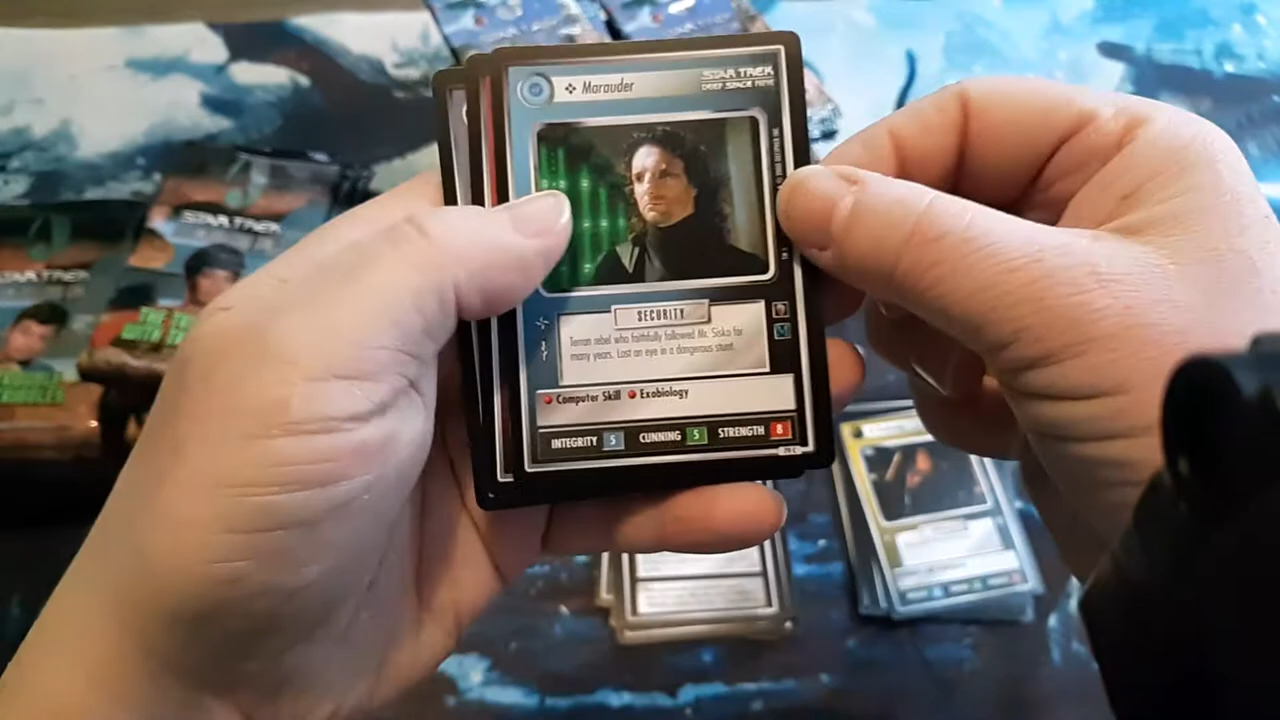 ❖ Marauder
STAR TREK
DEEP SPACE NINE
SECURITY
Terran rebel who faithfully followed Mr. Sisko for
many years. Lost an eye in a dangerous stunt.
• Computer Skill • Exobiology
INTEGRITY 5 CUNNING 5 STRENGTH 8
STAR TREK
STAR TREK